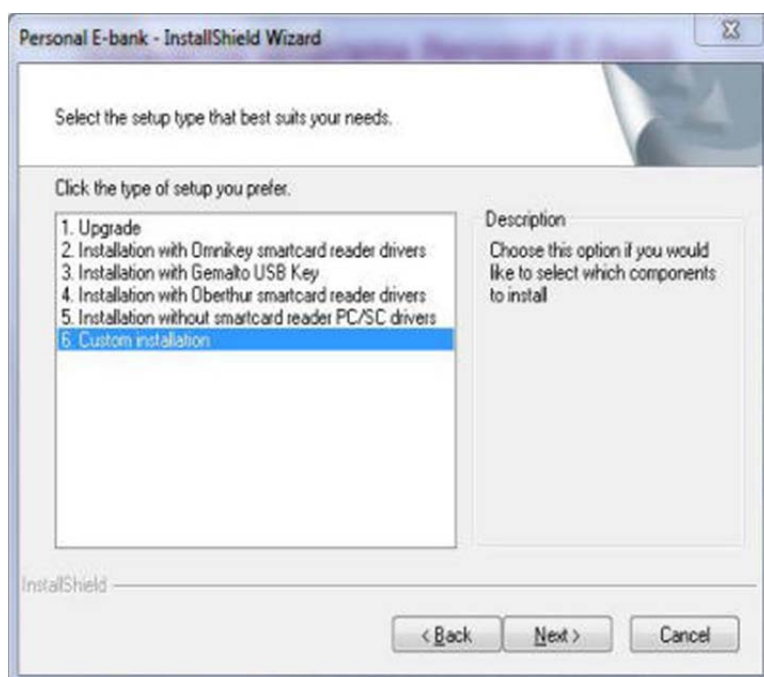 Personal E-bank - InstallShield Wizard
Select the setup type that best suits your needs.
Click the type of setup you prefer.
1. Upgrade
2. Installation with Omnikey smartcard reader drivers
3. Installation with Gemalto USB Key
4. Installation with Oberthur smartcard reader drivers
5. Installation without smartcard reader PC/SC drivers
6. Custom installation
Description
Choose this option if you would
like to select which components
to install
InstallShield
< Back
Next >
Cancel